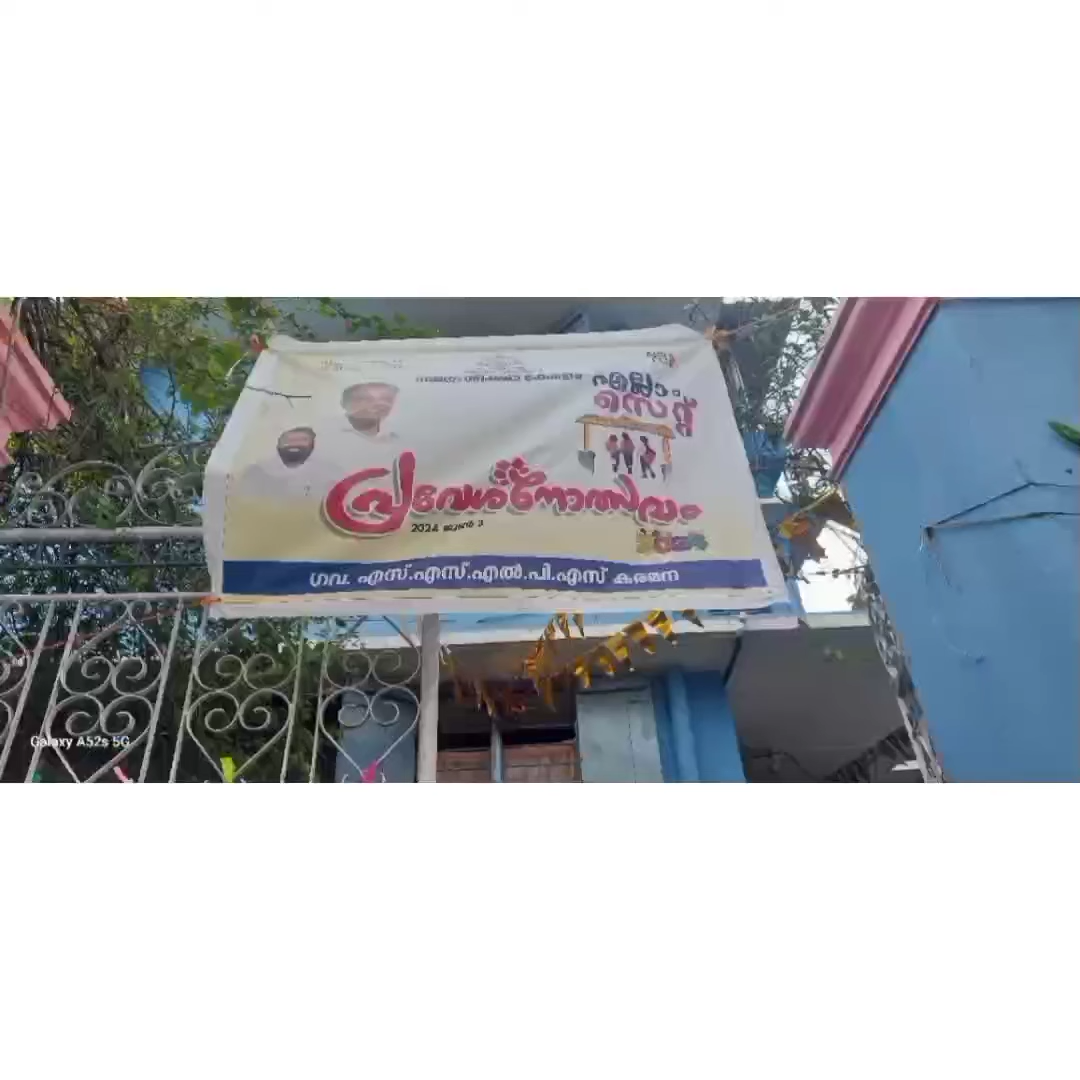 എല്ലാം
സെറ്റ്
പ്രവേശനോത്സവം
2024 ജൂൺ 3
ഗവ. എസ്.എസ്.എൽ.പി.എസ് കരമന
Galaxy A52s 5G